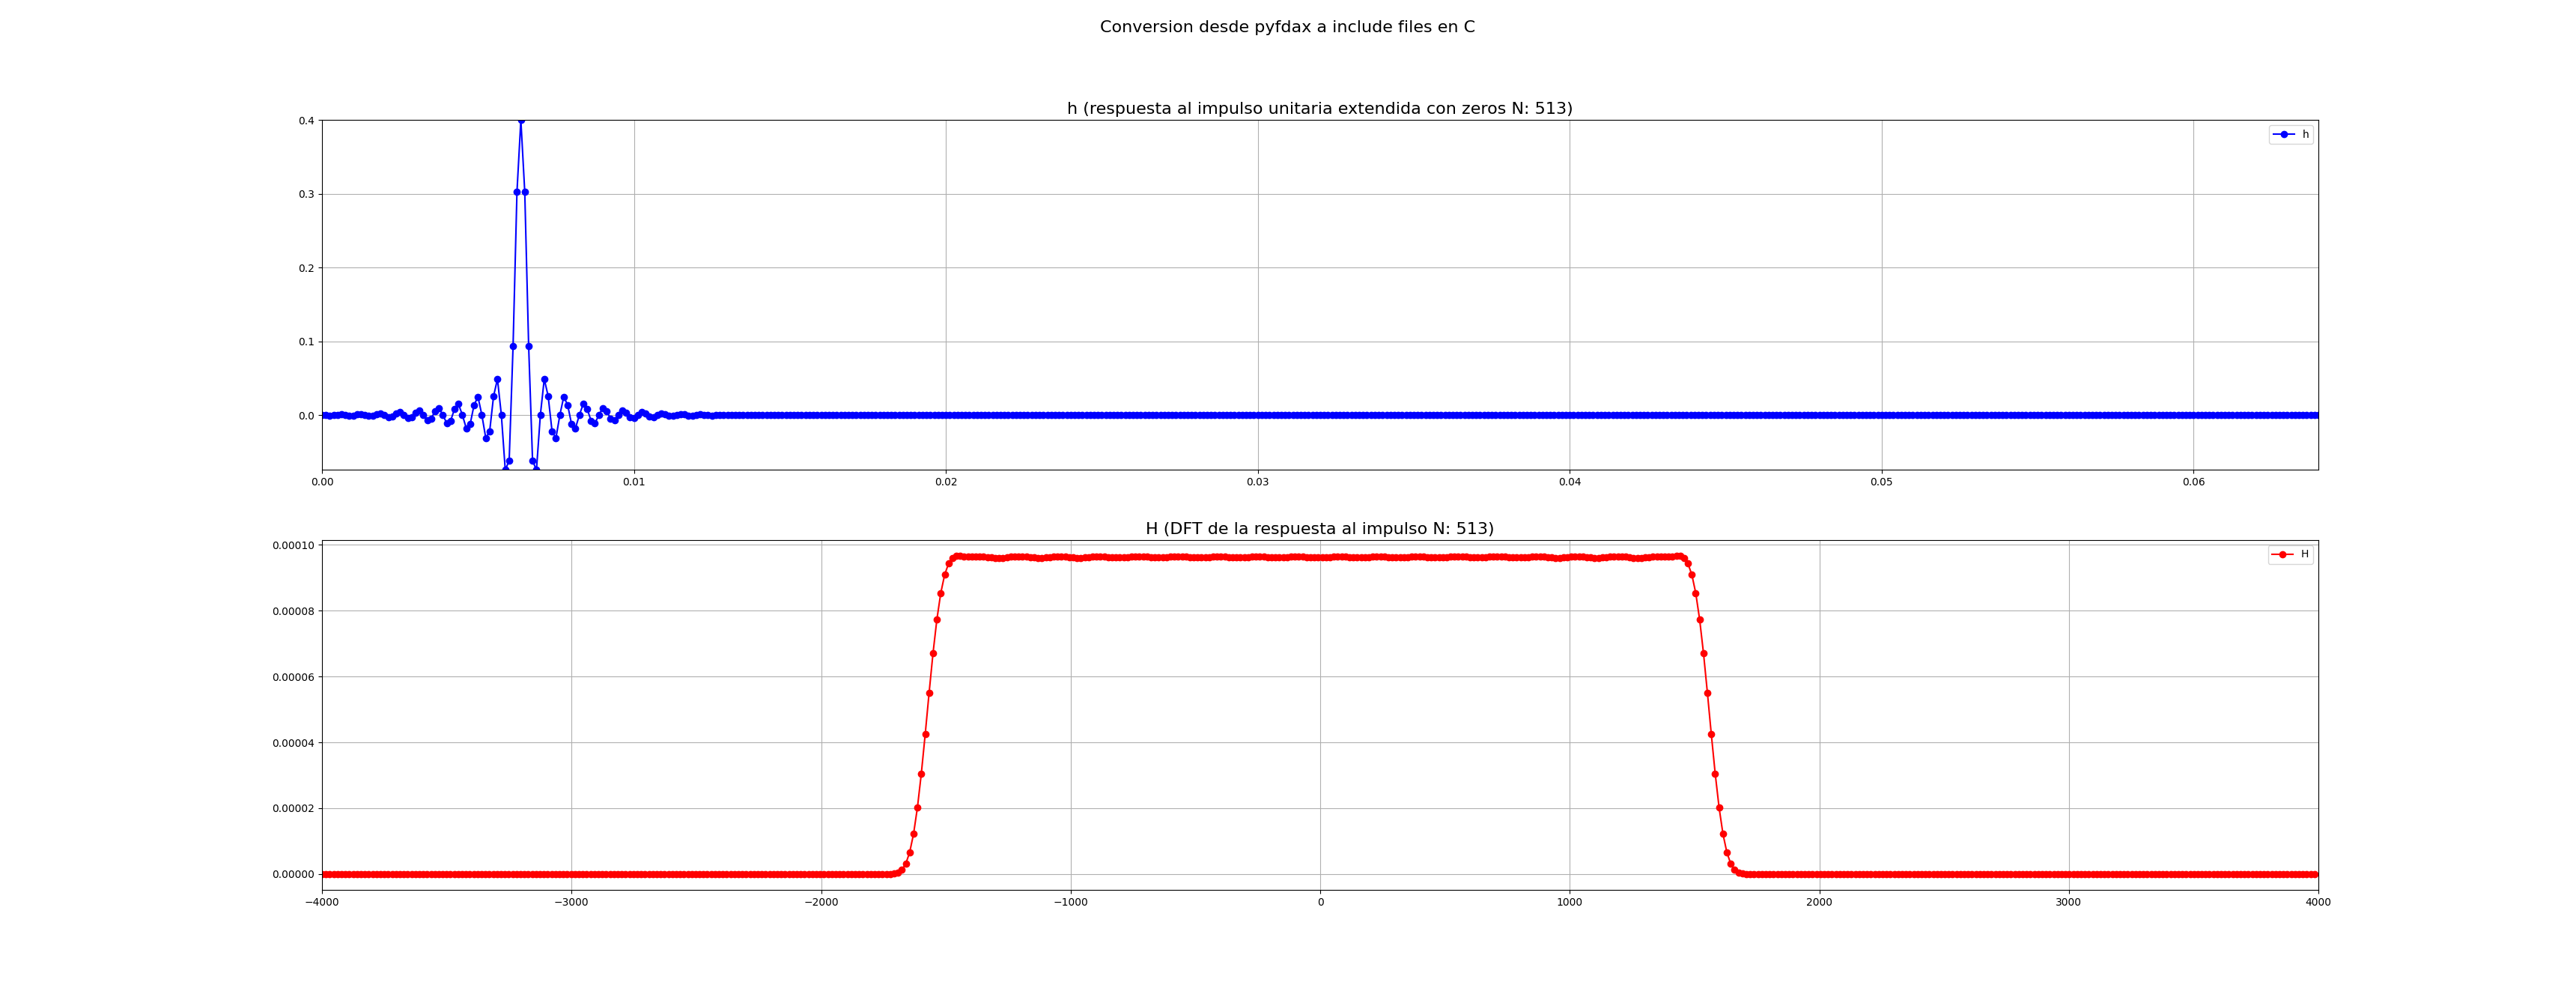 Conversion desde pyfdax a include files en C
h (respuesta al impulso unitaria extendida con zeros N: 513)
0.4
0.3
0.2
0.1
0.0
h
0.00 0.01 0.02 0.03 0.04 0.05 0.06
H (DFT de la respuesta al impulso N: 513)
0.00010
0.00008
0.00006
0.00004
0.00002
0.00000
H
−4000 −3000 −2000 −1000 0 1000 2000 3000 4000